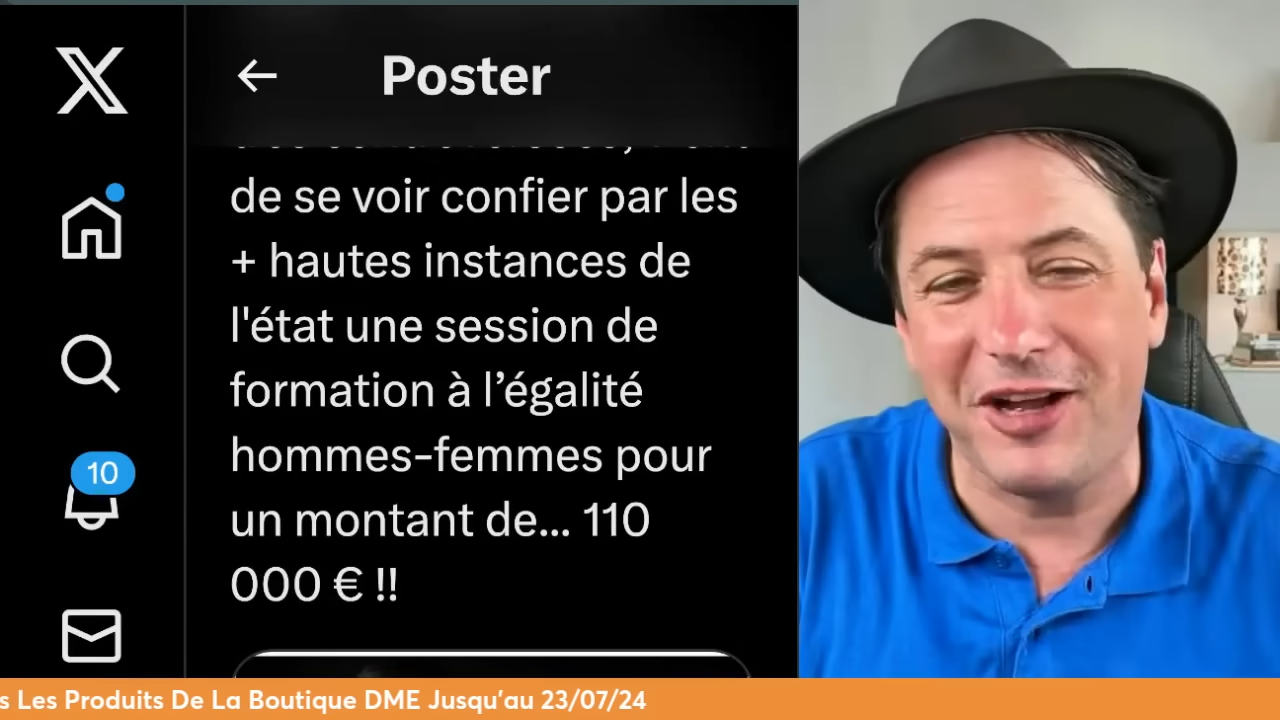 Poster
de se voir confier par les
+ hautes instances de
l'état une session de
formation à l’égalité
hommes-femmes pour
un montant de... 110
000 € !!
10
s Les Produits De La Boutique DME Jusqu'au 23/07/24